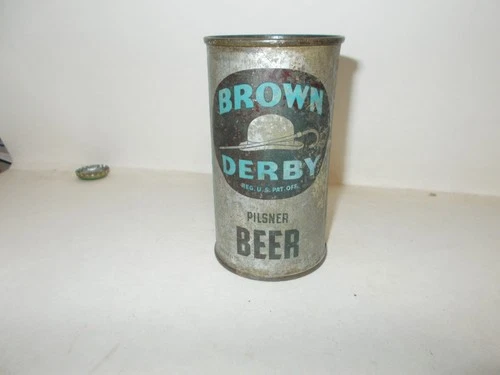 BROWN
DERBY
REG. U.S. PAT. OFF.
PILSNER
BEER